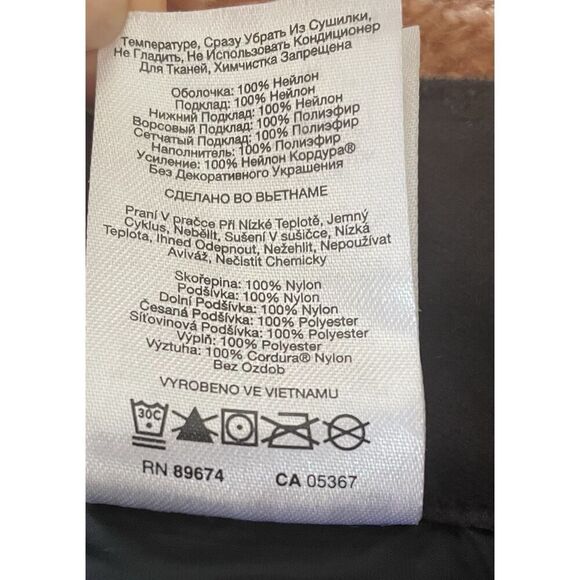 Температуре, Сразу Убрать Из Сушилки,
Не Гладить, Не Использовать Кондиционер
Для Тканей, Химчистка Запрещена
Оболочка: 100% Нейлон
Подклад: 100% Нейлон
Нижний Подклад: 100% Нейлон
Ворсовый Подклад: 100% Полиэфир
Сетчатый Подклад: 100% Полиэфир
Наполнитель: 100% Полиэфир
Усиление: 100% Нейлон Кордура®
Без Декоративного Украшения
СДЕЛАНО ВО ВЬЕТНАМЕ
Praní V pračce Při Nízké Teplotě, Jemný
Cyklus, Nebělit, Sušení V sušičce, Nízká
Teplota, Ihned Odepnout, Nežehlit, Nepoužívat
Aviváž, Nečistit Chemicky
Skořepina: 100% Nylon
Podšívka: 100% Nylon
Dolní Podšívka: 100% Nylon
Česaná Podšívka: 100% Polyester
Síťovinová Podšívka: 100% Polyester
Výplň: 100% Polyester
Výztuha: 100% Cordura® Nylon
Bez Ozdob
VYROBENO VE VIETNAMU
30C
RN 89674 CA 05367